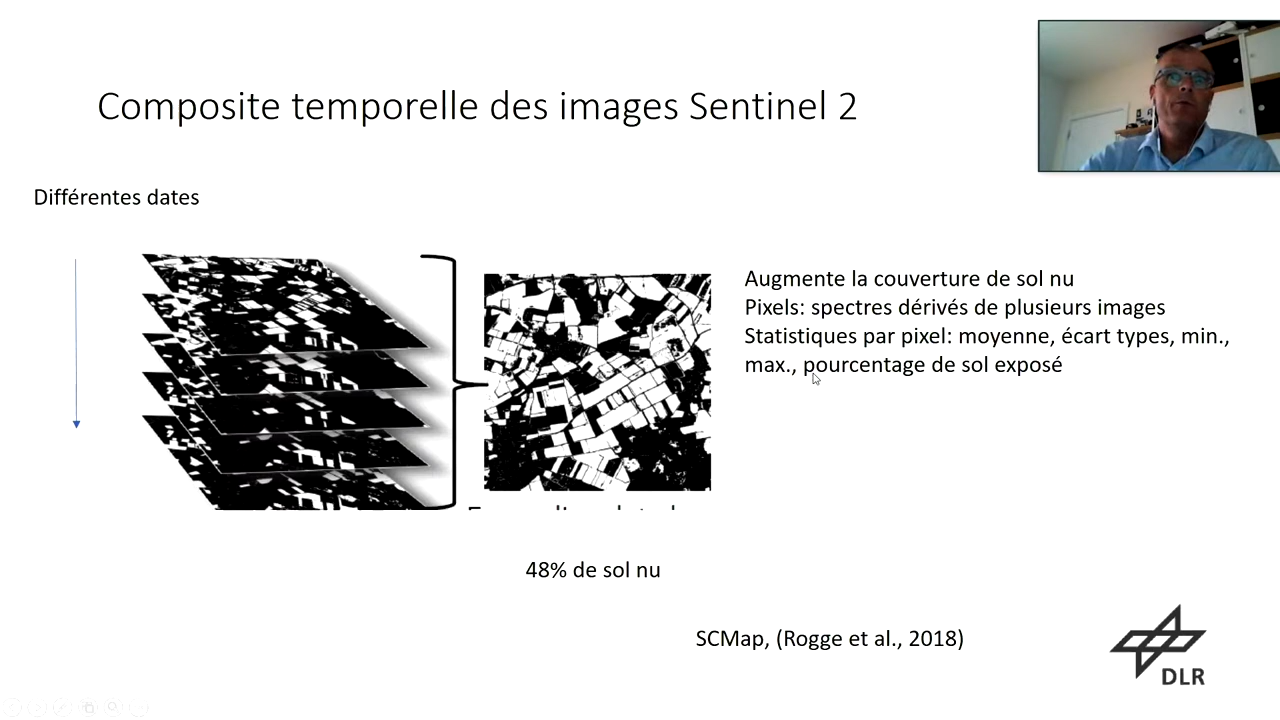 Composite temporelle des images Sentinel 2
Différentes dates
Augmente la couverture de sol nu
Pixels: spectres dérivés de plusieurs images
Statistiques par pixel: moyenne, écart types, min.,
max., pourcentage de sol exposé
48% de sol nu
SCMap, (Rogge et al., 2018)
DLR